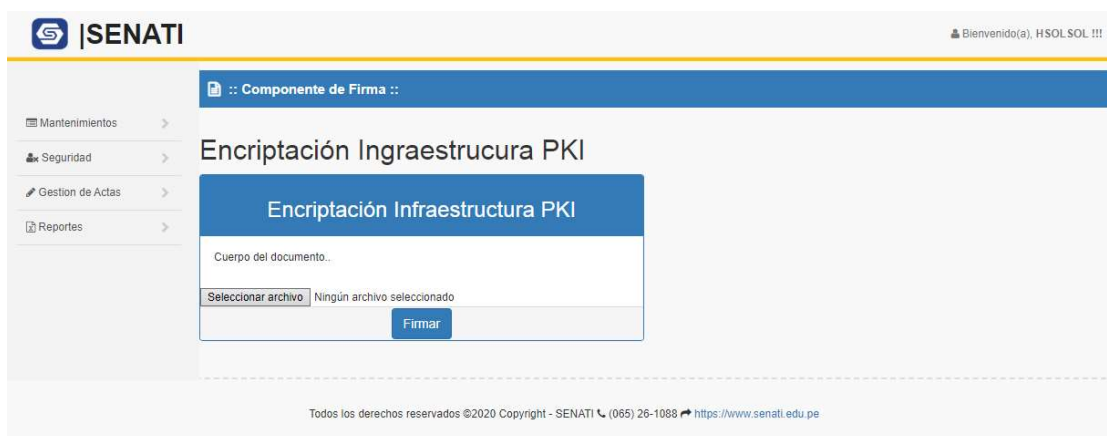 |SENATI
Bienvenido(a), HSOLSOL !!!
:: Componente de Firma ::
Mantenimientos
Seguridad
Gestion de Actas
Reportes
Encriptación Ingraestrucura PKI
Encriptación Infraestructura PKI
Cuerpo del documento..
Seleccionar archivo Ningún archivo seleccionado
Firmar
Todos los derechos reservados ©2020 Copyright - SENATI (065) 26-1088 https://www.senati.edu.pe